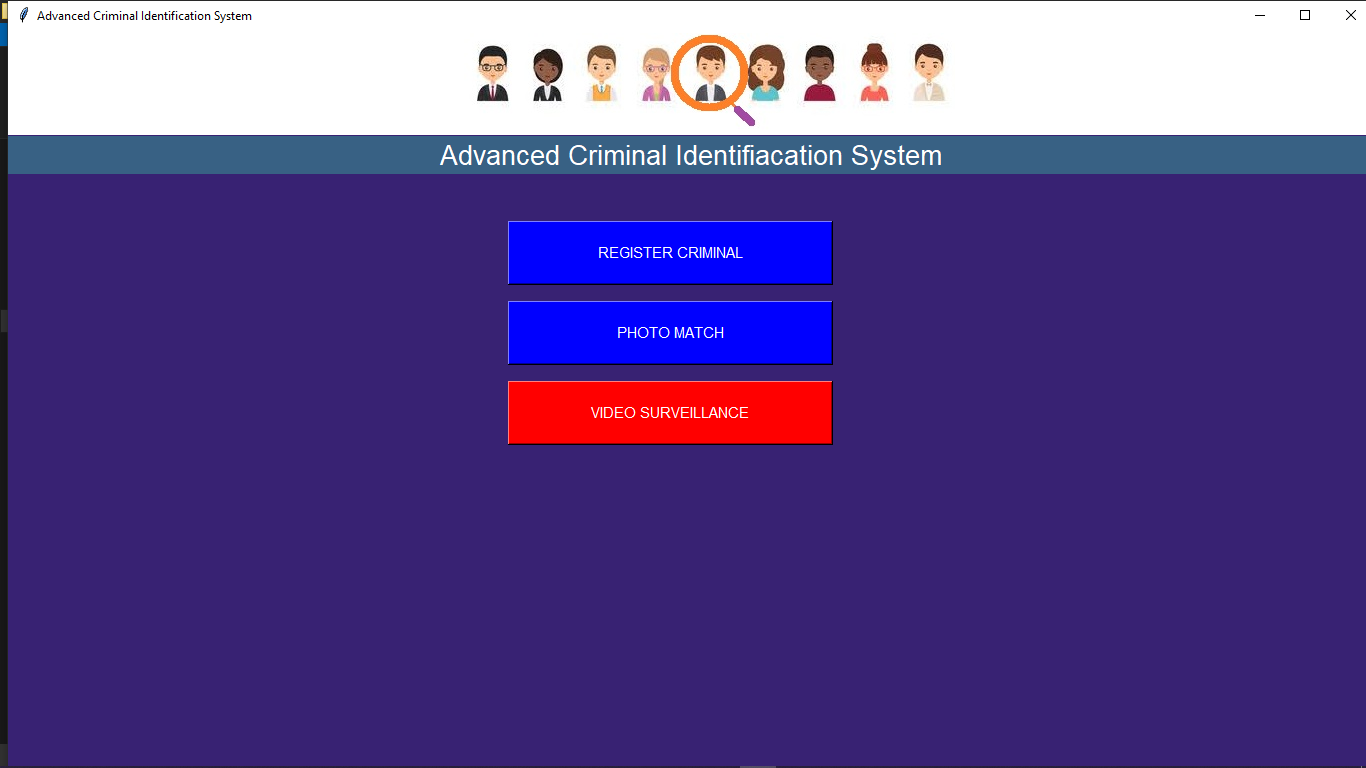 Advanced Criminal Identification System
Advanced Criminal Identifiacation System
REGISTER CRIMINAL
PHOTO MATCH
VIDEO SURVEILLANCE